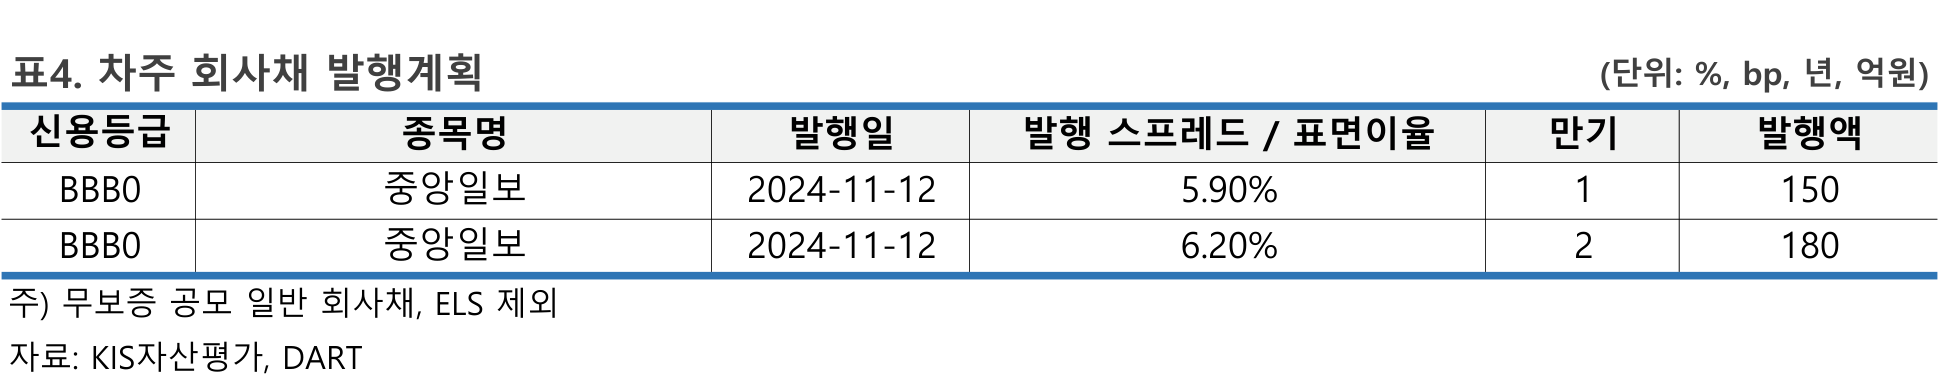 표4. 차주 회사채 발행계획 (단위: %, bp, 년, 억원)
신용등급 종목명 발행일 발행 스프레드 / 표면이율 만기 발행액
BBB0 중앙일보 2024-11-12 5.90% 1 150
BBB0 중앙일보 2024-11-12 6.20% 2 180
주) 무보증 공모 일반 회사채, ELS 제외
자료: KIS자산평가, DART